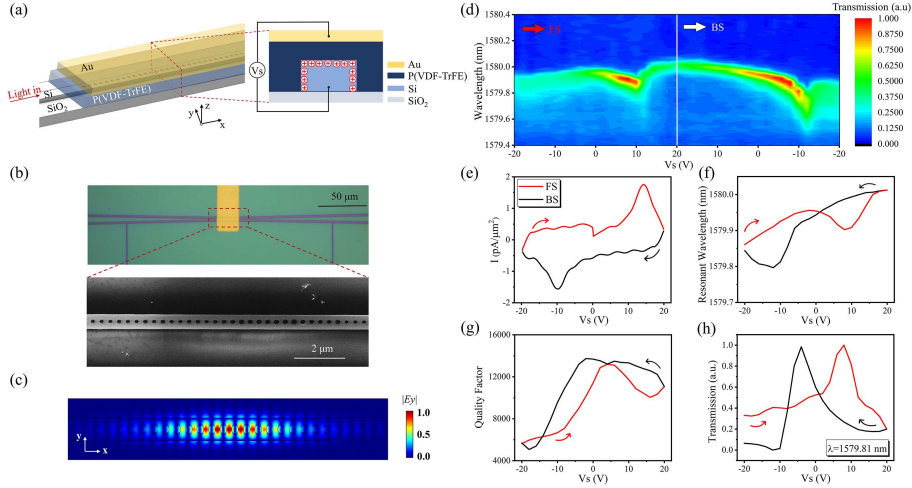 (a)
Au
Si
P(VDF-TrFE)
SiO2
Light in
z
y
x
Vs
Au
P(VDF-TrFE)
Si
SiO2
(b)
50 μm
2 μm
(c)
|Ey|
1.0
0.5
0.0
y
x
(d)
Transmission (a.u)
FS
BS
Wavelength (nm)
1580.4
1580.2
1580.0
1579.8
1579.6
1579.4
-20 -10 0 10 20 10 0 -10 -20
Vs (V)
1.000
0.8750
0.7500
0.6250
0.5000
0.3750
0.2500
0.1250
0.000
(e)
FS
BS
I (pA/μm²)
2
1
0
-1
-2
-20 -10 0 10 20
Vs (V)
(f)
Resonant Wavelength (nm)
1580.0
1579.9
1579.8
1579.7
-20 -10 0 10 20
Vs (V)
(g)
Quality Factor
16000
13000
10000
7000
4000
-20 -10 0 10 20
Vs (V)
(h)
Transmission (a.u.)
1.0
0.8
0.6
0.4
0.2
0.0
λ=1579.81 nm
-20 -10 0 10 20
Vs (V)